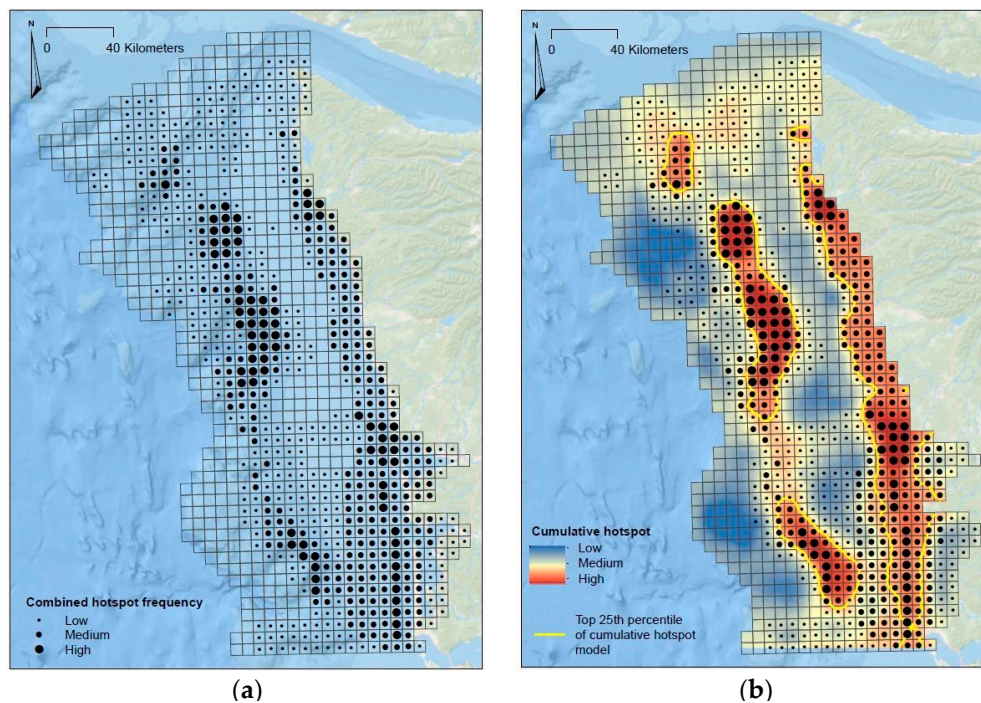 N
0 40 Kilometers
Combined hotspot frequency
Low
Medium
High
(a)
N
0 40 Kilometers
Cumulative hotspot
Low
Medium
High
Top 25th percentile
of cumulative hotspot
model
(b)